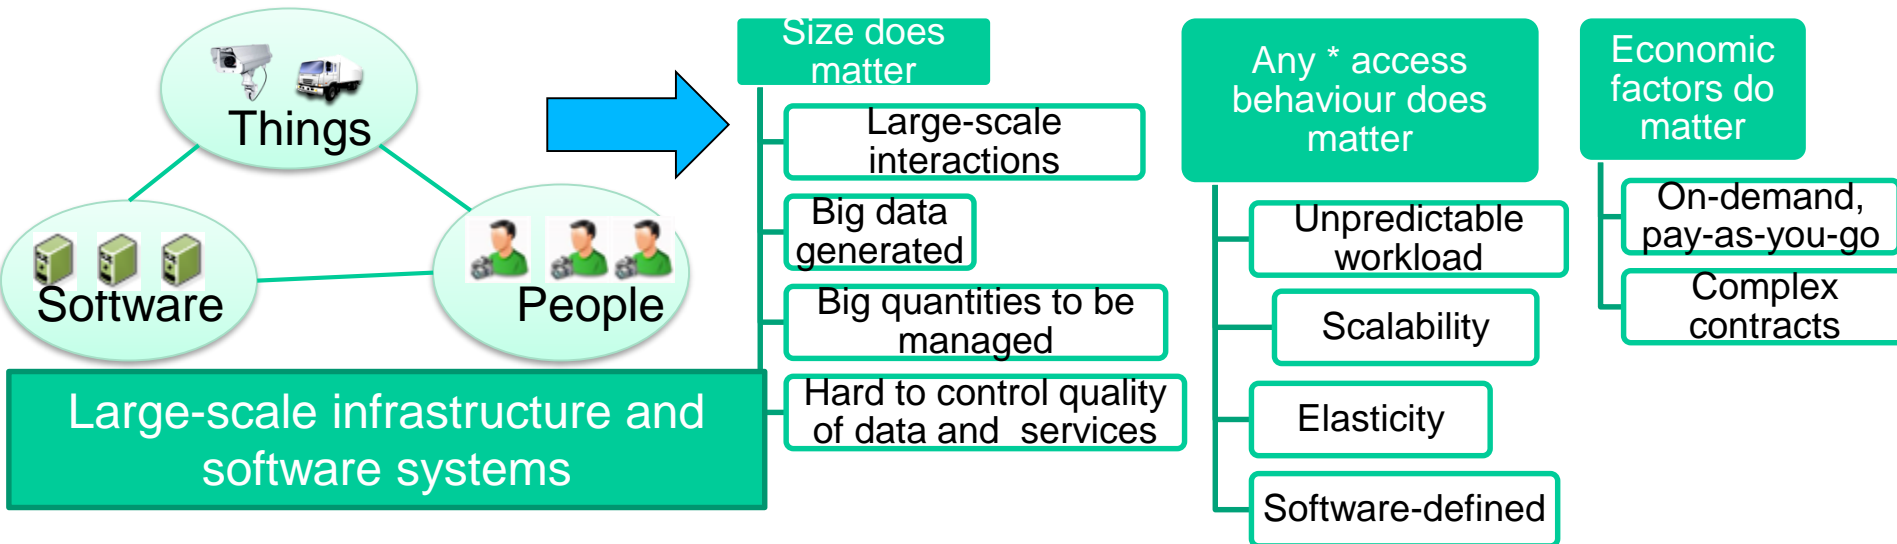 Things
Software
People
Large-scale infrastructure and
software systems
Size does
matter
Large-scale
interactions
Big data
generated
Big quantities to be
managed
Hard to control quality
of data and services
Any * access
behaviour does
matter
Unpredictable
workload
Scalability
Elasticity
Software-defined
Economic
factors do
matter
On-demand,
pay-as-you-go
Complex
contracts